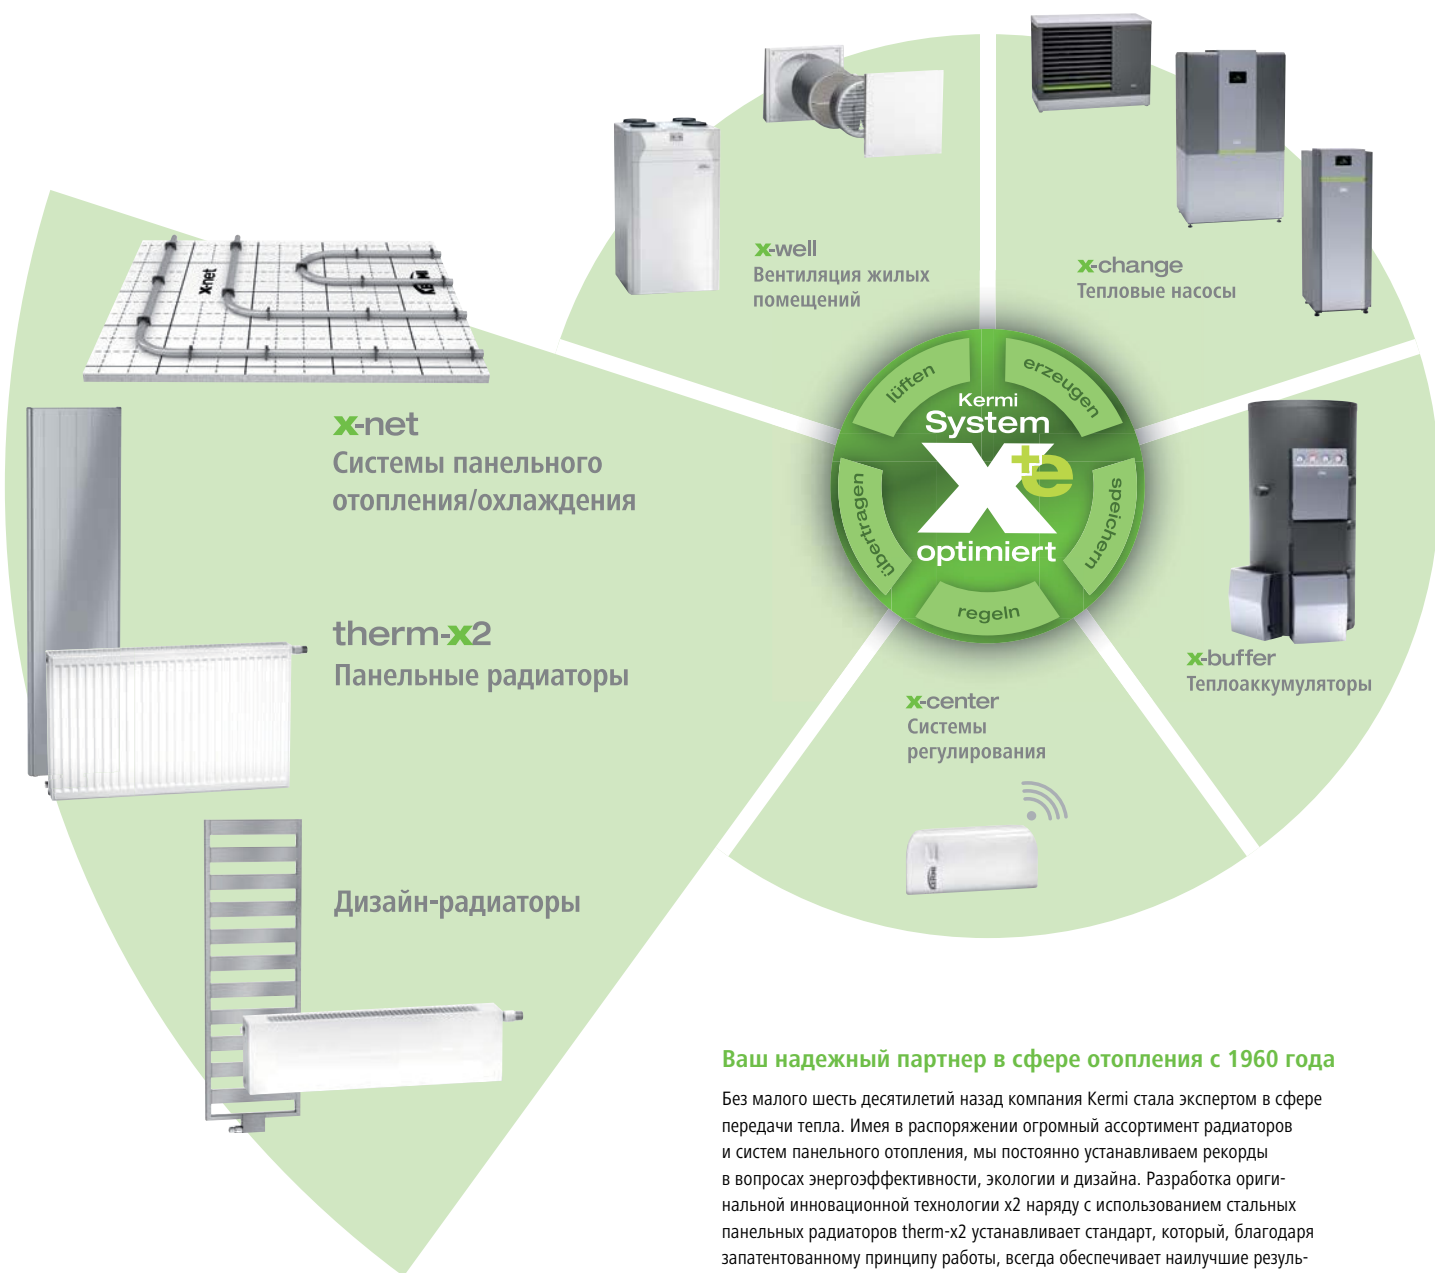 x-well
Вентиляция жилых
помещений
x-change
Тепловые насосы
x-net
KERMI
x-net
Системы панельного
отопления/охлаждения
lüften
erzeugen
Kermi
System
x+e
optimiert
übertragen
speichern
regeln
therm-x2
Панельные радиаторы
x-buffer
Теплоаккумуляторы
x-center
Системы
регулирования
KERMI
Дизайн-радиаторы
Ваш надежный партнер в сфере отопления с 1960 года
Без малого шесть десятилетий назад компания Kermi стала экспертом в сфере
передачи тепла. Имея в распоряжении огромный ассортимент радиаторов
и систем панельного отопления, мы постоянно устанавливаем рекорды
в вопросах энергоэффективности, экологии и дизайна. Разработка ориги-
нальной инновационной технологии x2 наряду с использованием стальных
панельных радиаторов therm-x2 устанавливает стандарт, который, благодаря
запатентованному принципу работы, всегда обеспечивает наилучшие резуль-